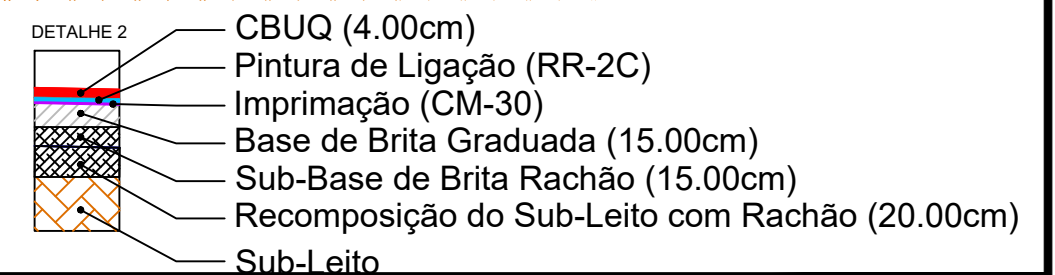 DETALHE 2
CBUQ (4.00cm)
Pintura de Ligação (RR-2C)
Imprimação (CM-30)
Base de Brita Graduada (15.00cm)
Sub-Base de Brita Rachão (15.00cm)
Recomposição do Sub-Leito com Rachão (20.00cm)
Sub-Leito